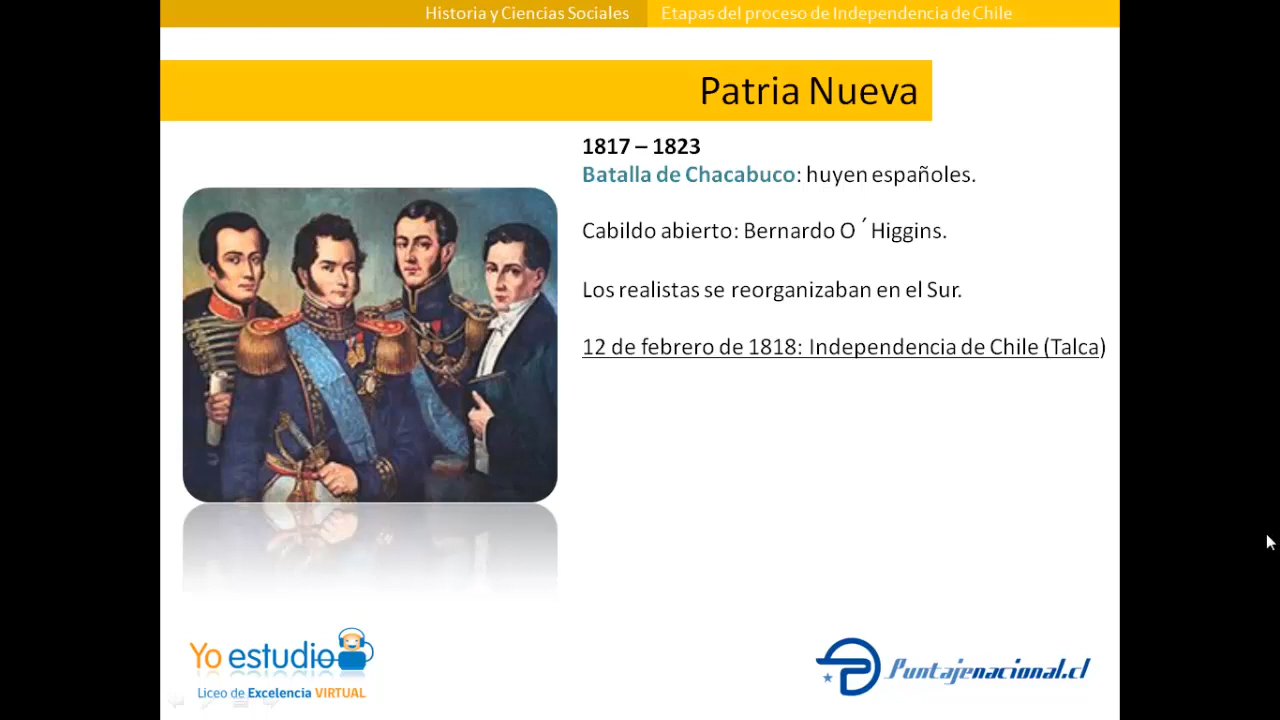 Historia y Ciencias Sociales
Etapas del proceso de Independencia de Chile
Patria Nueva
1817 – 1823
Batalla de Chacabuco: huyen españoles.
Cabildo abierto: Bernardo O ´Higgins.
Los realistas se reorganizaban en el Sur.
12 de febrero de 1818: Independencia de Chile (Talca)
Yo estudio
Liceo de Excelencia VIRTUAL
Puntajenacional.cl